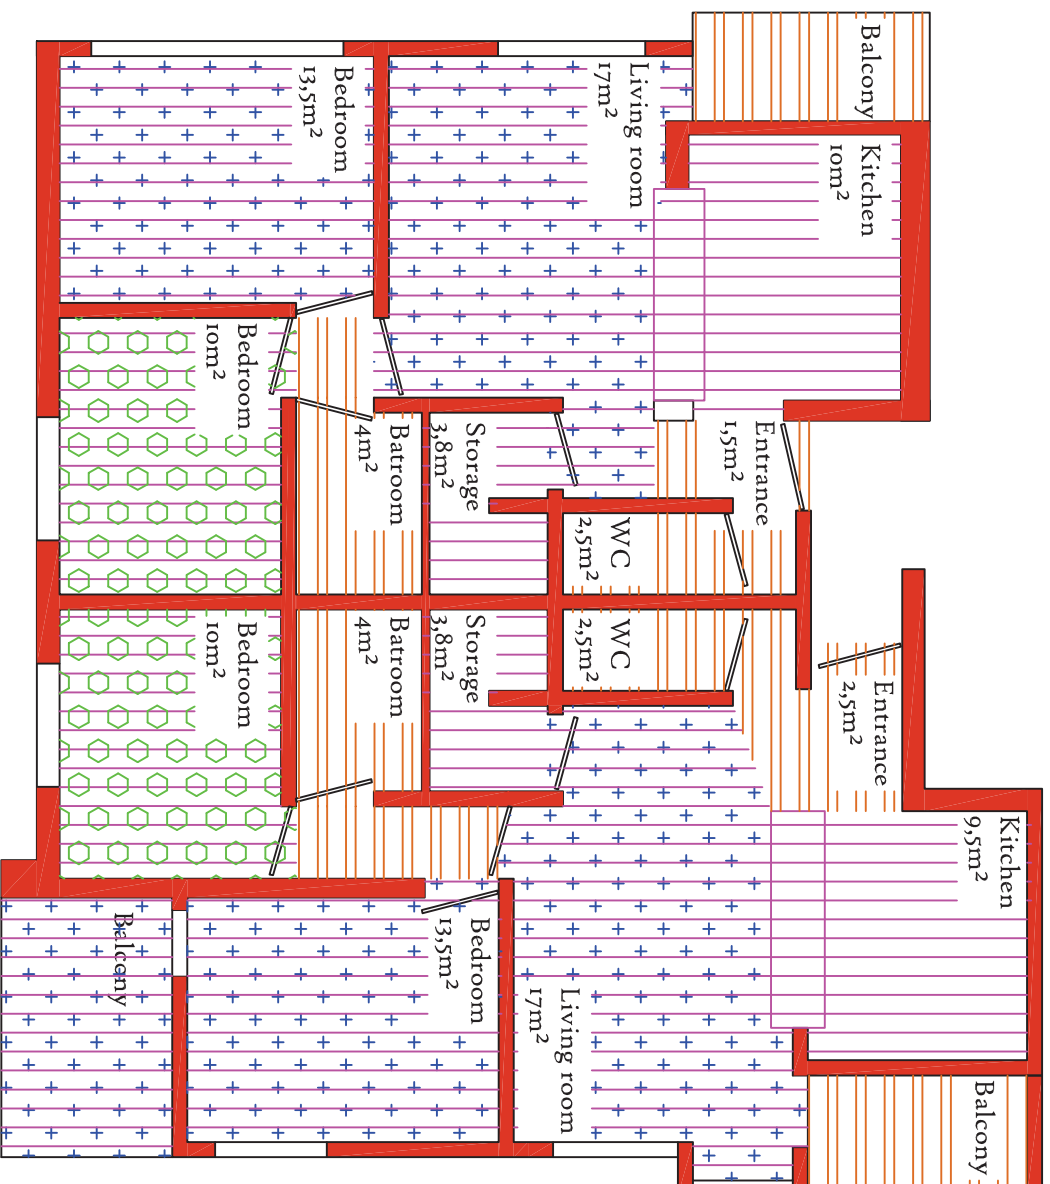 Balcony
Kitchen
10m²
Living room
17m²
Bedroom
13,5m²
Bedroom
10m²
Entrance
1,5m²
Storage
3,8m²
Batroom
4m²
WC
2,5m²
WC
2,5m²
Storage
3,8m²
Batroom
4m²
Bedroom
10m²
Entrance
2,5m²
Kitchen
9,5m²
Bedroom
13,5m²
Living room
17m²
Balcony
Balcony